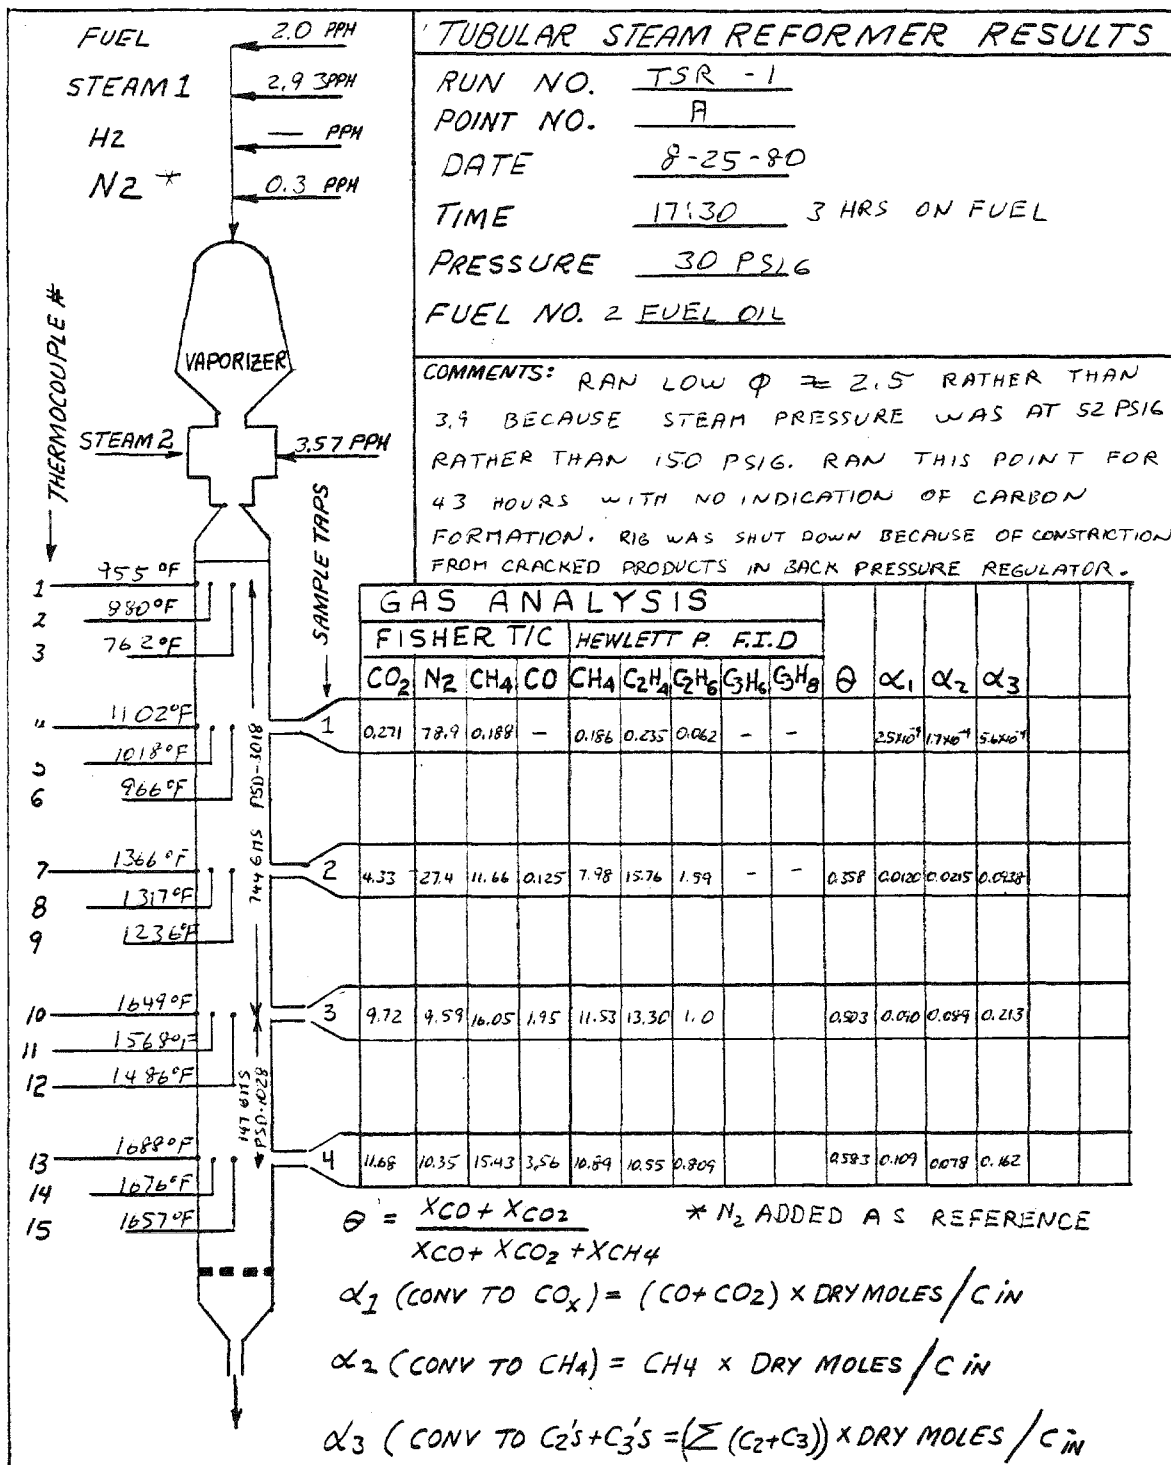 FUEL 2.0 PPH
STEAM 1 2.93 PPH
H2 — PPH
N2 * 0.3 PPH
TUBULAR STEAM REFORMER RESULTS
RUN NO. TSR - 1
POINT NO. A
DATE 8-25-80
TIME 17:30 3 HRS ON FUEL
PRESSURE 30 PSIG
FUEL NO. 2 FUEL OIL
COMMENTS: RAN LOW φ ≈ 2.5 RATHER THAN
3.9 BECAUSE STEAM PRESSURE WAS AT 52 PSIG
RATHER THAN 150 PSIG. RAN THIS POINT FOR
43 HOURS WITH NO INDICATION OF CARBON
FORMATION. RIG WAS SHUT DOWN BECAUSE OF CONSTRICTION
FROM CRACKED PRODUCTS IN BACK PRESSURE REGULATOR.
THERMOCOUPLE #
VAPORIZER
STEAM 2 3.57 PPH
SAMPLE TAPS
1 955 °F
2 880 °F
3 762 °F
1102 °F
1018 °F
6 966 °F
7 1366 °F
8 1317 °F
9 1236 °F
10 1649 °F
11 1568 °F
12 1486 °F
13 1688 °F
14 1676 °F
15 1657 °F
744 GMS PSD-3018
147 GMS
PSD-1028
GAS ANALYSIS
FISHER T/C HEWLETT P. F.I.D
CO2 N2 CH4 CO CH4 C2H4 C2H6 C3H6 C3H8 θ α1 α2 α3
1 0.271 78.9 0.188 — 0.186 0.235 0.062 - -
2 4.33 27.4 11.66 0.125 7.98 15.76 1.59 - - 0.358 0.0120 0.0215 0.0938
3 9.72 9.59 16.05 1.95 11.53 13.30 1.0 0.503 0.090 0.089 0.213
4 11.68 10.35 15.43 3.56 10.89 10.55 0.809 0.583 0.109 0.078 0.162
θ = XCO + XCO2 / XCO + XCO2 + XCH4
* N2 ADDED AS REFERENCE
α1 (CONV TO COx) = (CO + CO2) × DRY MOLES / C IN
α2 (CONV TO CH4) = CH4 × DRY MOLES / C IN
α3 ( CONV TO C2'S + C3'S = (Σ (C2+C3)) × DRY MOLES / C IN